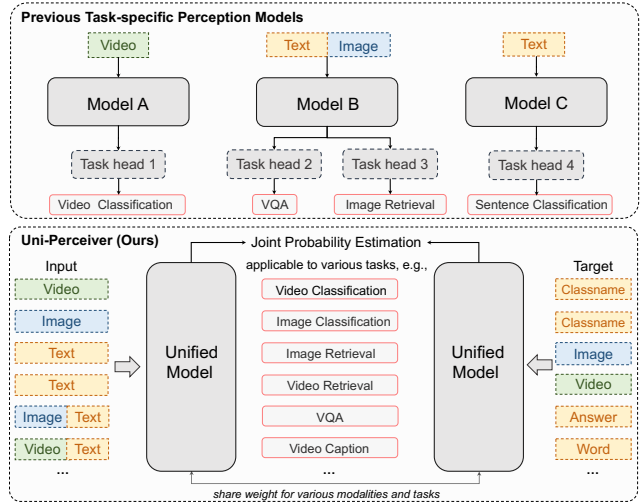 Previous Task-specific Perception Models
Video
Text Image
Text
Model A
Model B
Model C
Task head 1
Task head 2
Task head 3
Task head 4
Video Classification
VQA
Image Retrieval
Sentence Classification
Uni-Perceiver (Ours)
Joint Probability Estimation
Input
applicable to various tasks, e.g.,
Target
Video
Video Classification
Classname
Image
Image Classification
Classname
Text
Unified Model
Image Retrieval
Unified Model
Image
Text
Video Retrieval
Video
Image Text
VQA
Answer
Video Text
Video Caption
Word
...
...
...
share weight for various modalities and tasks